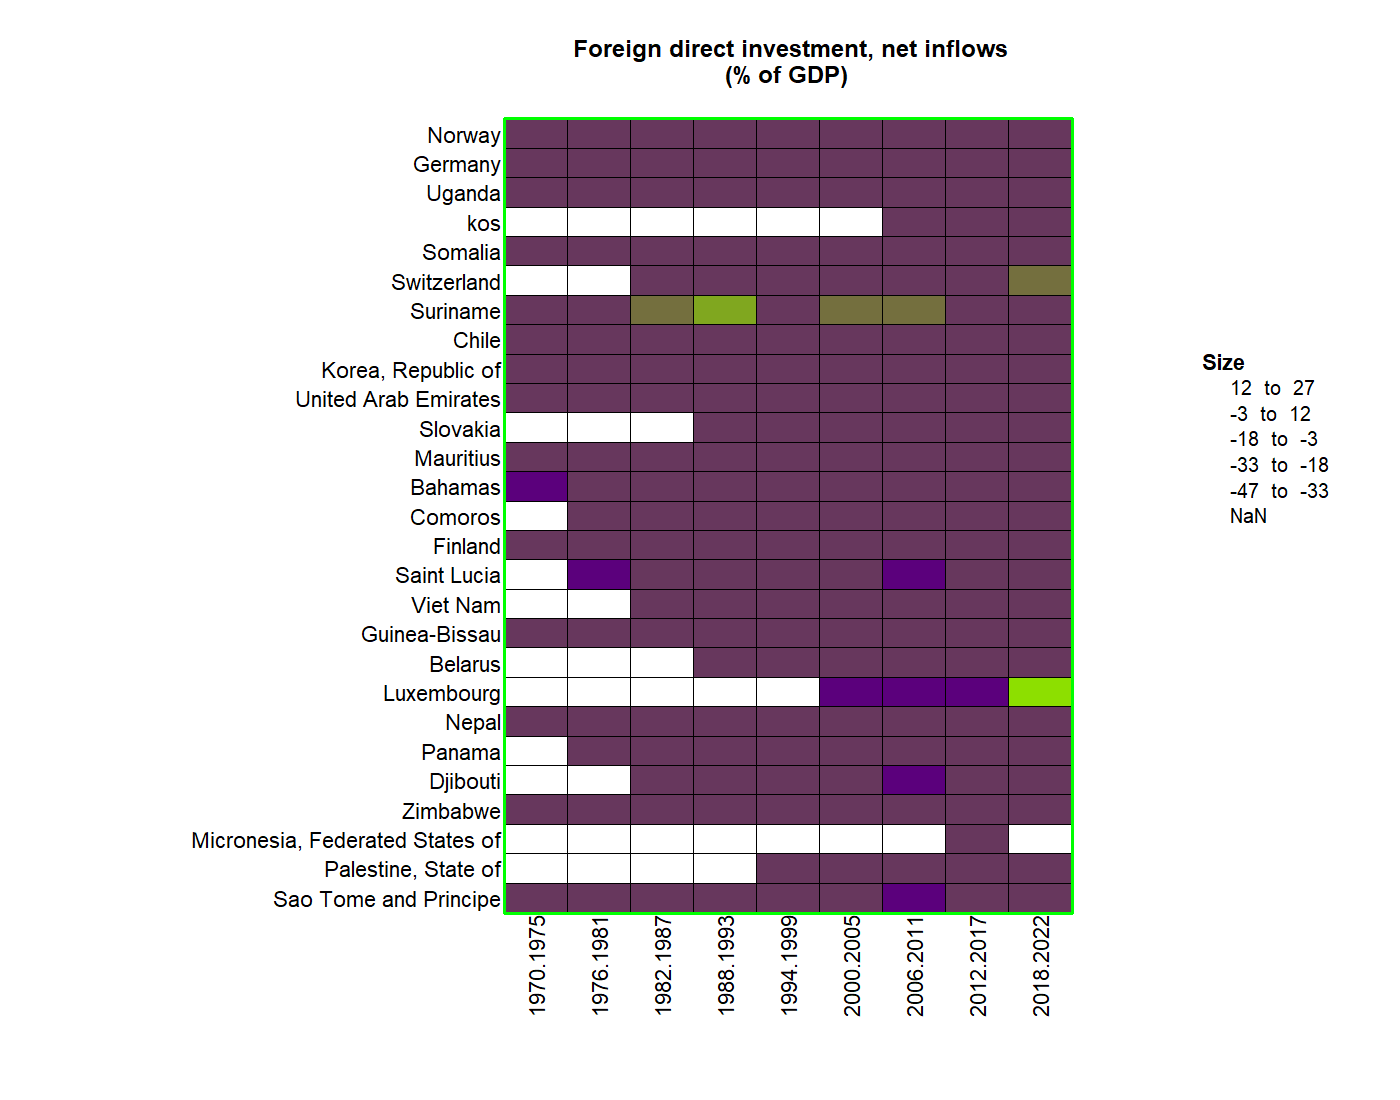 Foreign direct investment, net inflows
(% of GDP)
Norway
Germany
Uganda
kos
Somalia
Switzerland
Suriname
Chile
Korea, Republic of
United Arab Emirates
Slovakia
Mauritius
Bahamas
Comoros
Finland
Saint Lucia
Viet Nam
Guinea-Bissau
Belarus
Luxembourg
Nepal
Panama
Djibouti
Zimbabwe
Micronesia, Federated States of
Palestine, State of
Sao Tome and Principe
1970.1975
1976.1981
1982.1987
1988.1993
1994.1999
2000.2005
2006.2011
2012.2017
2018.2022
Size
12 to 27
-3 to 12
-18 to -3
-33 to -18
-47 to -33
NaN